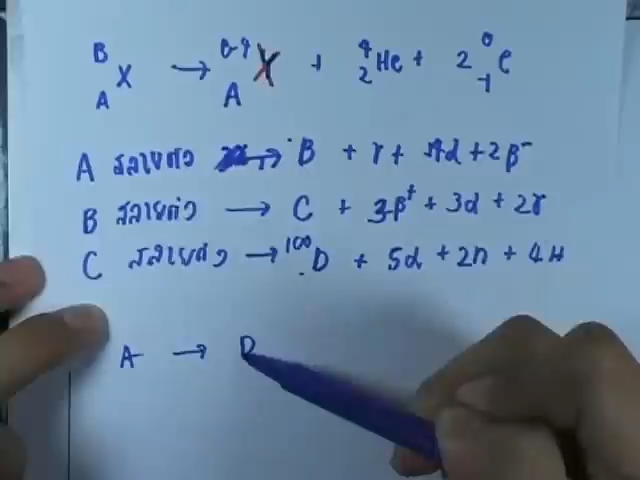 B A X → B-4 A X + 4 2 He + 2 0 -1 e
A สลายตัว → B + γ + 4α + 2β⁻
B สลายตัว → C + 3β⁺ + 3α + 2γ
C สลายตัว → ¹⁰⁰D + 5α + 2n + 4H
A → D